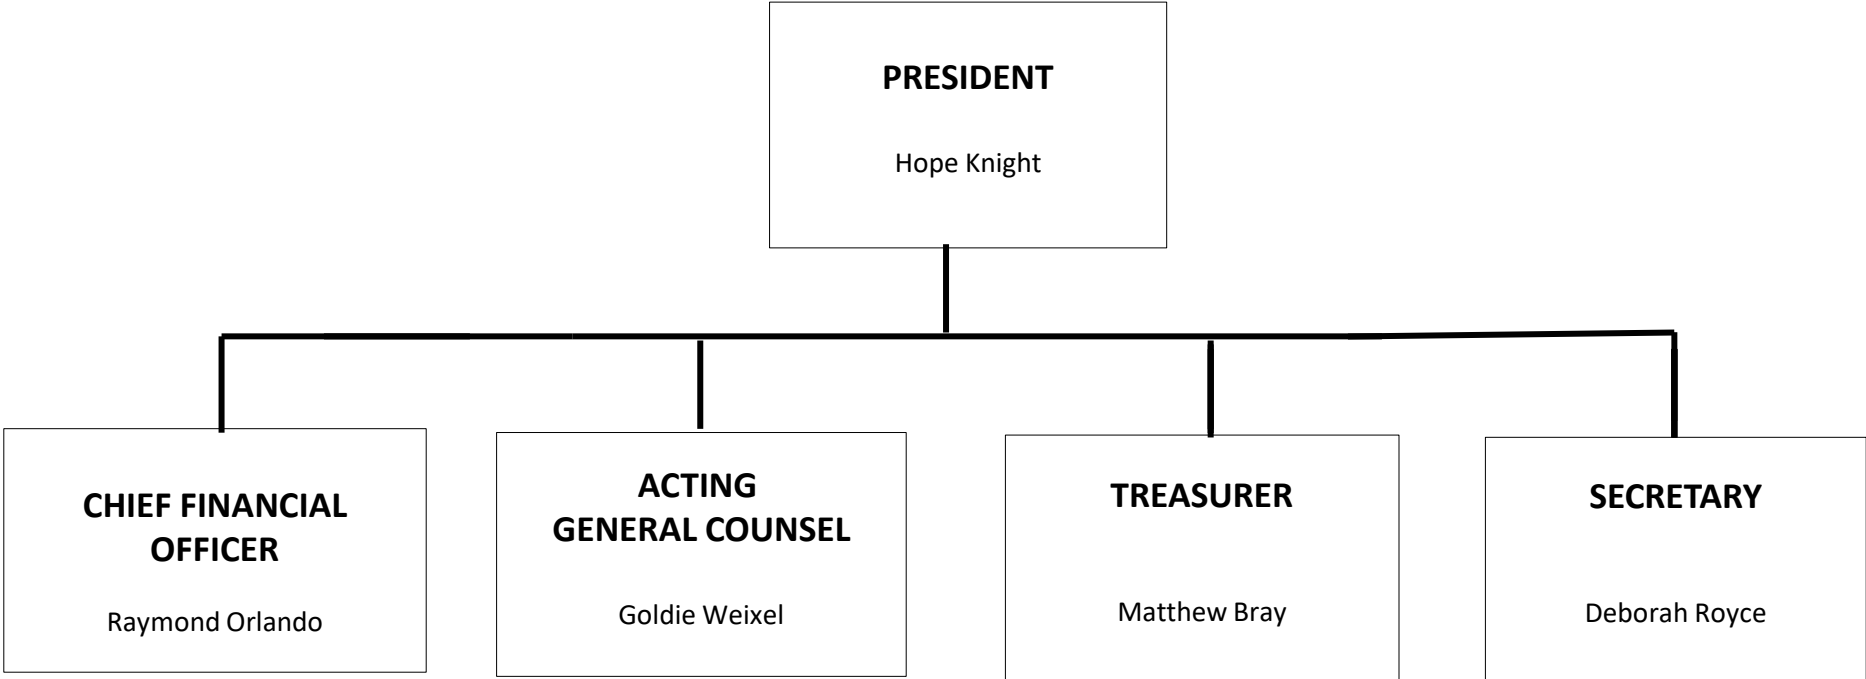 PRESIDENT
Hope Knight
CHIEF FINANCIAL
OFFICER
Raymond Orlando
ACTING
GENERAL COUNSEL
Goldie Weixel
TREASURER
Matthew Bray
SECRETARY
Deborah Royce